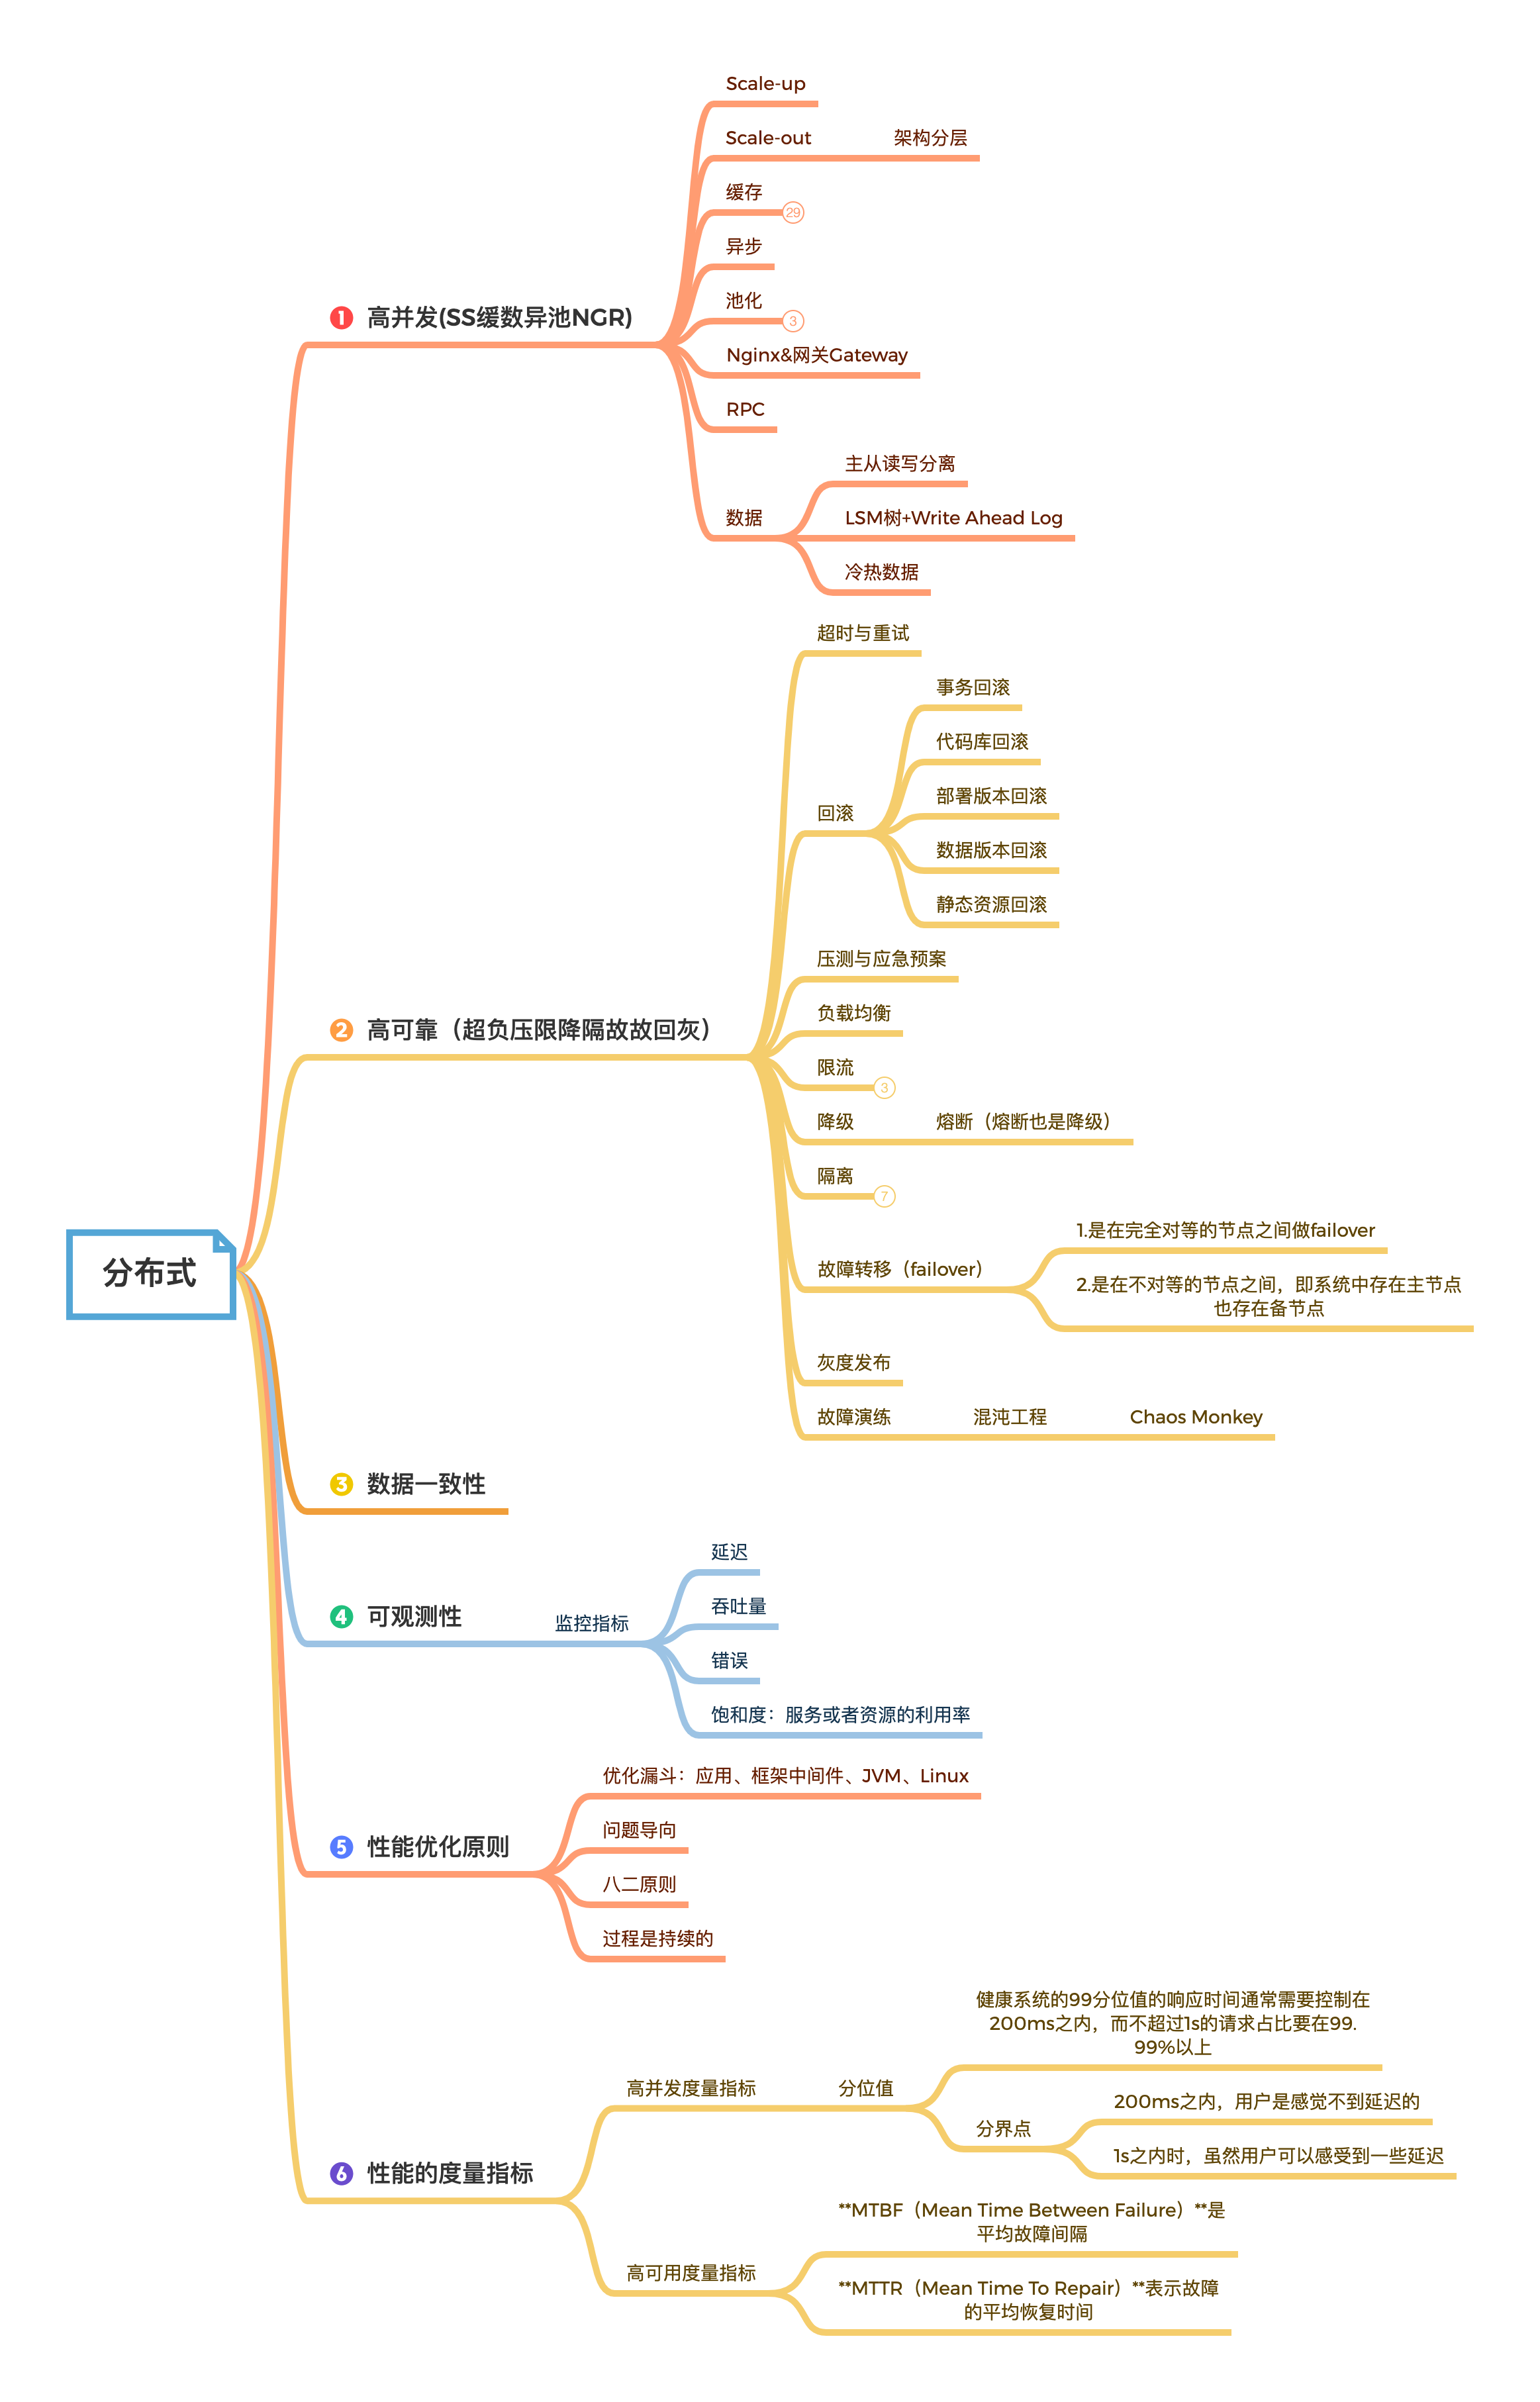 分布式
1 高并发(SS缓数异池NGR)
Scale-up
Scale-out
架构分层
缓存
29
异步
池化
3
Nginx&网关Gateway
RPC
数据
主从读写分离
LSM树+Write Ahead Log
冷热数据
2 高可靠（超负压限降隔故故回灰）
超时与重试
回滚
事务回滚
代码库回滚
部署版本回滚
数据版本回滚
静态资源回滚
压测与应急预案
负载均衡
限流
3
降级
熔断（熔断也是降级）
隔离
7
故障转移（failover）
1.是在完全对等的节点之间做failover
2.是在不对等的节点之间，即系统中存在主节点
也存在备节点
灰度发布
故障演练
混沌工程
Chaos Monkey
3 数据一致性
4 可观测性
监控指标
延迟
吞吐量
错误
饱和度：服务或者资源的利用率
5 性能优化原则
优化漏斗：应用、框架中间件、JVM、Linux
问题导向
八二原则
过程是持续的
6 性能的度量指标
高并发度量指标
分位值
健康系统的99分位值的响应时间通常需要控制在
200ms之内，而不超过1s的请求占比要在99.
99%以上
分界点
200ms之内，用户是感觉不到延迟的
1s之内时，虽然用户可以感受到一些延迟
高可用度量指标
**MTBF（Mean Time Between Failure）**是
平均故障间隔
**MTTR（Mean Time To Repair）**表示故障
的平均恢复时间